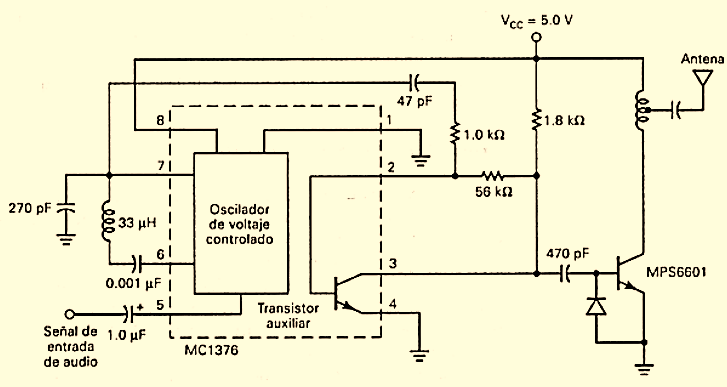 V_CC = 5.0 V
Antena
47 pF
8
1
1.0 kΩ
1.8 kΩ
7
2
56 kΩ
270 pF
33 μH
Oscilador
de voltaje
controlado
6
0.001 μF
3
470 pF
MPS6601
5
4
+
1.0 μF
Transistor
auxiliar
Señal de
entrada
de audio
MC1376